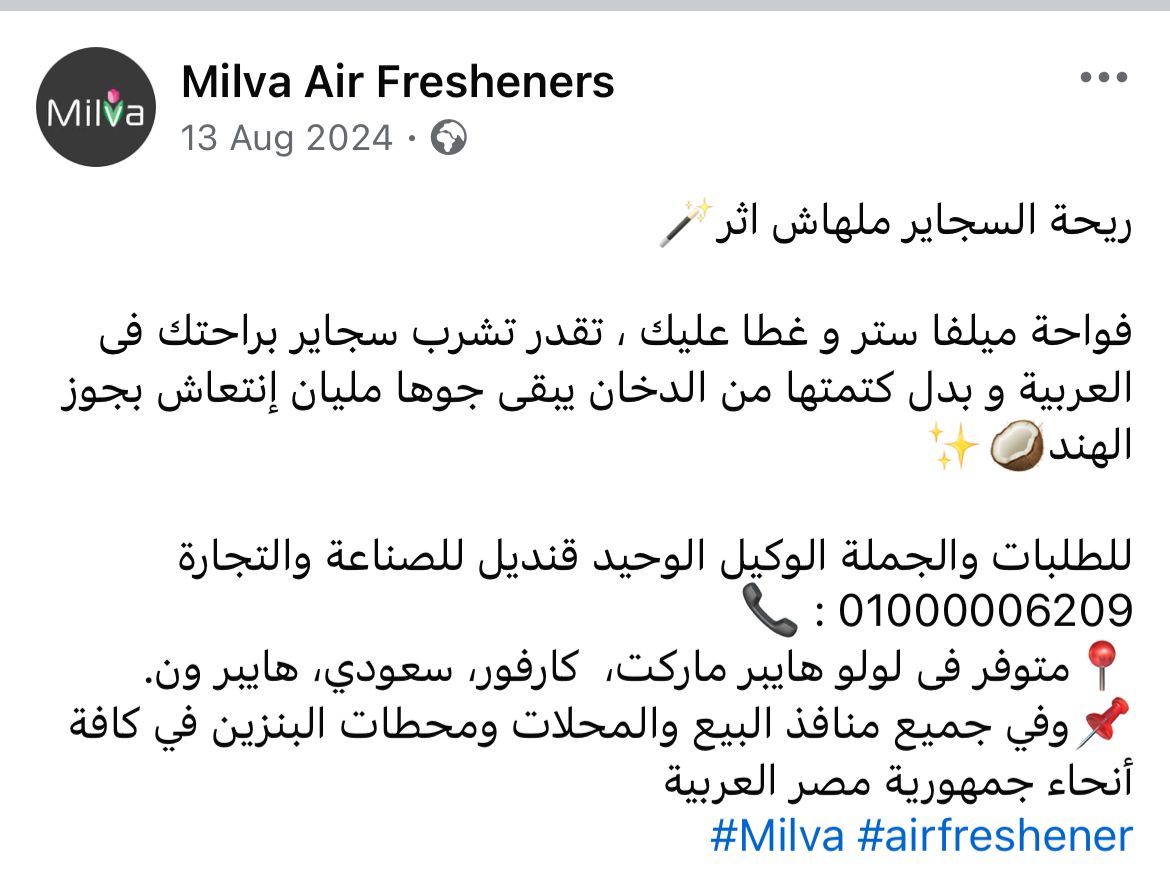 Milva
Milva Air Fresheners
13 Aug 2024 ·
ريحة السجاير ملهاش اثر🪄
فواحة ميلفا ستر و غطا عليك ، تقدر تشرب سجاير براحتك فى
العربية و بدل كتمتها من الدخان يبقى جوها مليان إنتعاش بجوز
الهند🥥✨
للطلبات والجملة الوكيل الوحيد قنديل للصناعة والتجارة
01000006209 : 📞
📍 متوفر فى لولو هايبر ماركت،  كارفور، سعودي، هايبر ون.
📌وفي جميع منافذ البيع والمحلات ومحطات البنزين في كافة
أنحاء جمهورية مصر العربية
#Milva #airfreshener